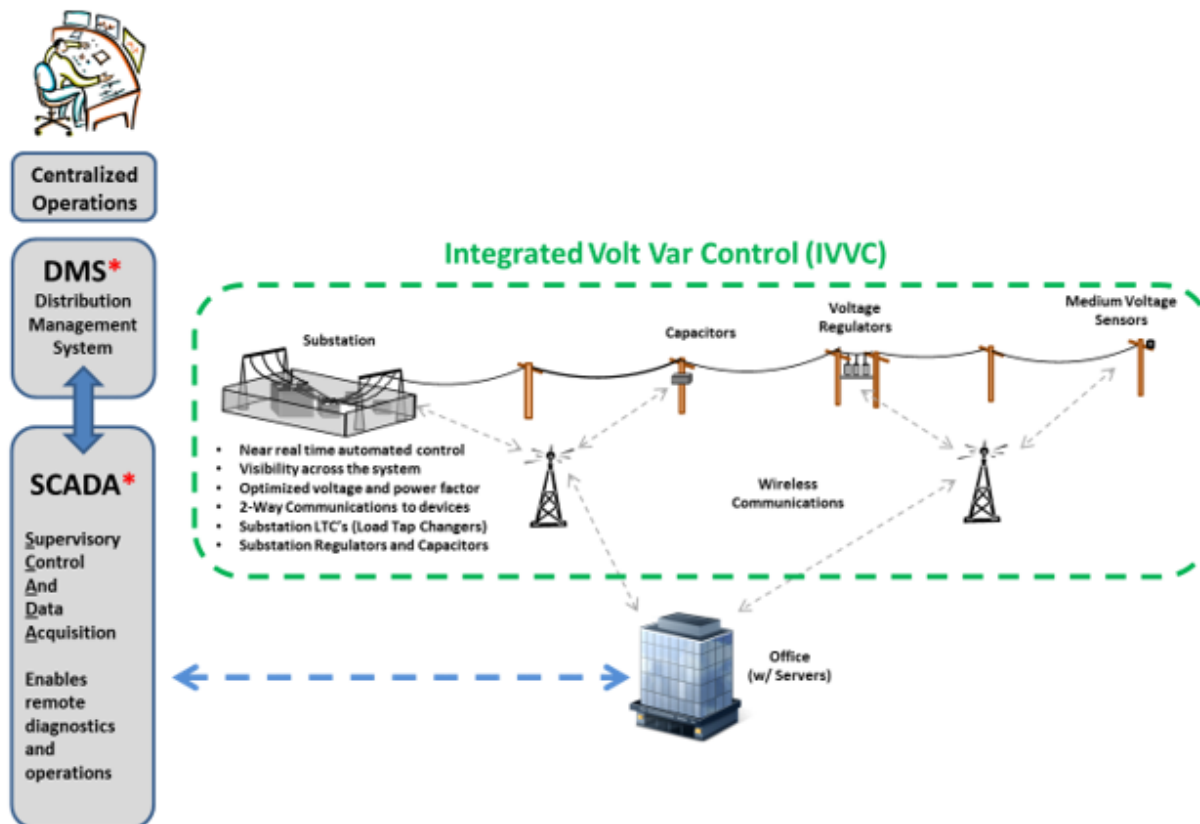 Centralized
Operations
DMS*
Distribution
Management
System
SCADA*
Supervisory
Control
And
Data
Acquisition
Enables
remote
diagnostics
and
operations
Integrated Volt Var Control (IVVC)
Substation
Capacitors
Voltage
Regulators
Medium Voltage
Sensors
• Near real time automated control
• Visibility across the system
• Optimized voltage and power factor
• 2-Way Communications to devices
• Substation LTC's (Load Tap Changers)
• Substation Regulators and Capacitors
Wireless
Communications
Office
(w/ Servers)